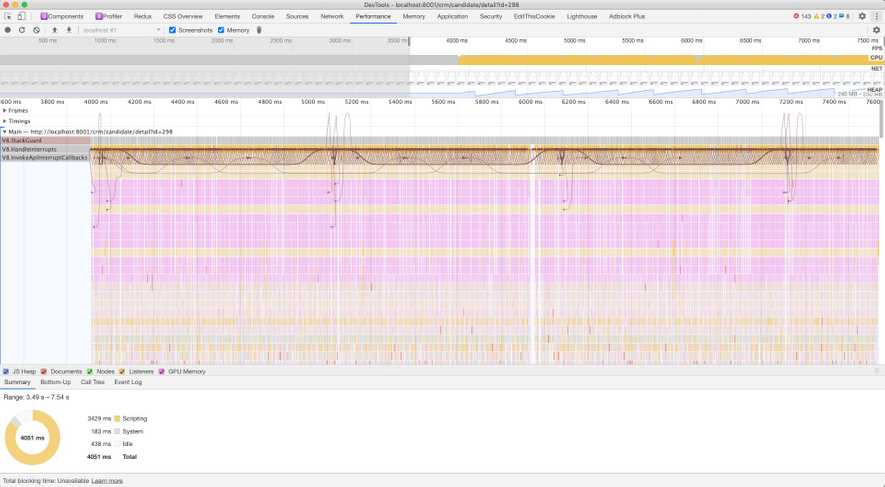 DevTools - localhost:8001/crm/candidate/detail?id=298
Components Profiler Redux CSS Overview Elements Console Sources Network Performance Memory Application Security EditThisCookie Lighthouse Adblock Plus 143 2 2 8
localhost #1 Screenshots Memory
500 ms 1000 ms 1500 ms 2000 ms 2500 ms 3000 ms 4000 ms 4500 ms 5000 ms 5500 ms 6000 ms 6500 ms 7000 ms 7500 ms
FPS
CPU
NET
HEAP
600 ms 3800 ms 4000 ms 4200 ms 4400 ms 4600 ms 4800 ms 5000 ms 5200 ms 5400 ms 5600 ms 5800 ms 6000 ms 6200 ms 6400 ms 6600 ms 6800 ms 7000 ms 7200 ms 7400 ms 7600
Frames
Timings
Main — http://localhost:8001/crm/candidate/detail?id=298
V8.StackGuard
V8.HandleInterrupts
V8.InvokeApiInterruptCallbacks
JS Heap Documents Nodes Listeners GPU Memory
Summary Bottom-Up Call Tree Event Log
Range: 3.49 s – 7.54 s
3429 ms Scripting
183 ms System
438 ms Idle
4051 ms 4051 ms Total
Total blocking time: Unavailable Learn more